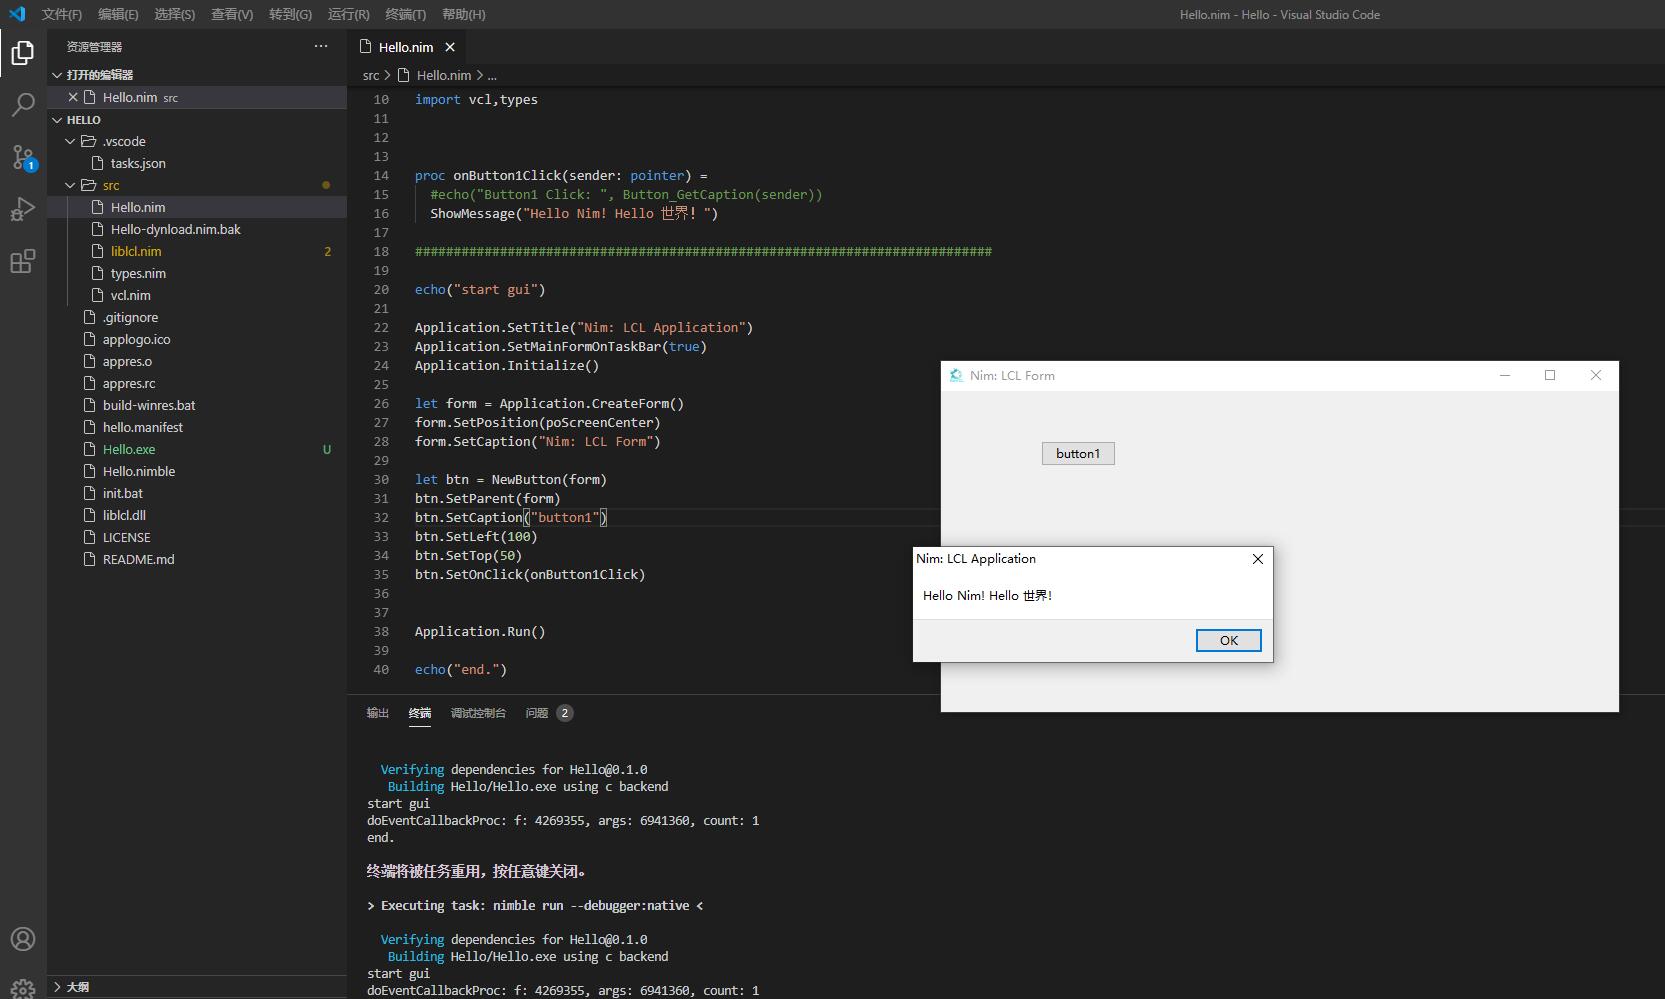 文件(F) 编辑(E) 选择(S) 查看(V) 转到(G) 运行(R) 终端(T) 帮助(H)
Hello.nim - Hello - Visual Studio Code
资源管理器 ···
打开的编辑器
Hello.nim src
HELLO
.vscode
tasks.json
src
Hello.nim
Hello-dynload.nim.bak
liblcl.nim 2
types.nim
vcl.nim
.gitignore
applogo.ico
appres.o
appres.rc
build-winres.bat
hello.manifest
Hello.exe U
Hello.nimble
init.bat
liblcl.dll
LICENSE
README.md
大纲
1
Hello.nim
src > Hello.nim > ...
10 import vcl,types
11
12
13
14 proc onButton1Click(sender: pointer) =
15 #echo("Button1 Click: ", Button_GetCaption(sender))
16 ShowMessage("Hello Nim! Hello 世界！")
17
18 ###########################################################################
19
20 echo("start gui")
21
22 Application.SetTitle("Nim: LCL Application")
23 Application.SetMainFormOnTaskBar(true)
24 Application.Initialize()
25
26 let form = Application.CreateForm()
27 form.SetPosition(poScreenCenter)
28 form.SetCaption("Nim: LCL Form")
29
30 let btn = NewButton(form)
31 btn.SetParent(form)
32 btn.SetCaption("button1")
33 btn.SetLeft(100)
34 btn.SetTop(50)
35 btn.SetOnClick(onButton1Click)
36
37
38 Application.Run()
39
40 echo("end.")
Nim: LCL Form
button1
Nim: LCL Application
Hello Nim! Hello 世界！
OK
输出 终端 调试控制台 问题 2
Verifying dependencies for Hello@0.1.0
Building Hello/Hello.exe using c backend
start gui
doEventCallbackProc: f: 4269355, args: 6941360, count: 1
end.
终端将被任务重用，按任意键关闭。
> Executing task: nimble run --debugger:native <
Verifying dependencies for Hello@0.1.0
Building Hello/Hello.exe using c backend
start gui
doEventCallbackProc: f: 4269355, args: 6941360, count: 1